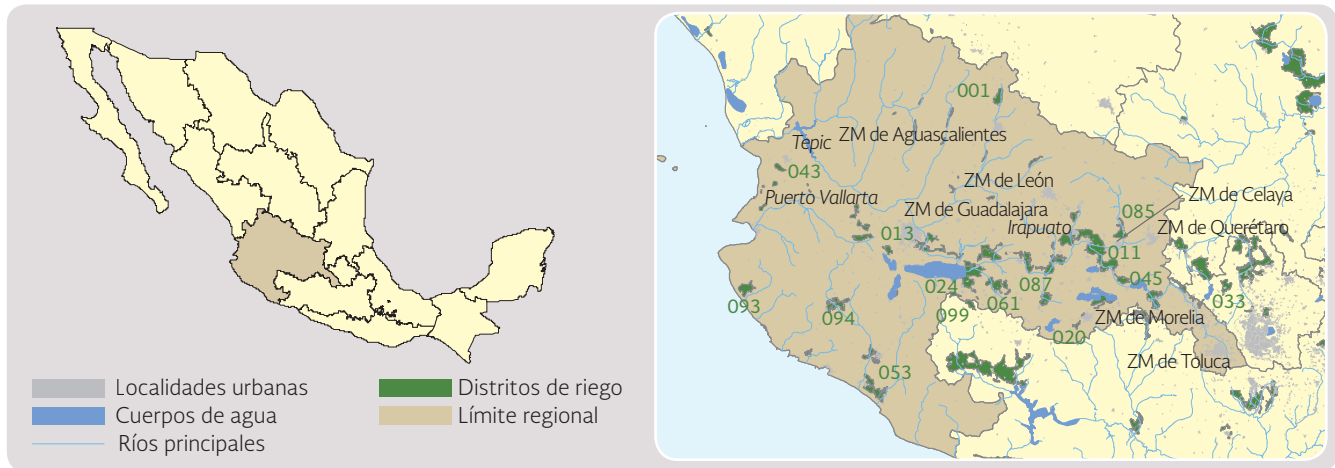 Localidades urbanas
Cuerpos de agua
Ríos principales
Distritos de riego
Límite regional
001
ZM de Aguascalientes
Tepic
043
ZM de León
Puerto Vallarta
ZM de Guadalajara
085
ZM de Celaya
013
Irapuato
ZM de Querétaro
011
024
087
045
033
093
094
099
061
020
ZM de Morelia
053
ZM de Toluca